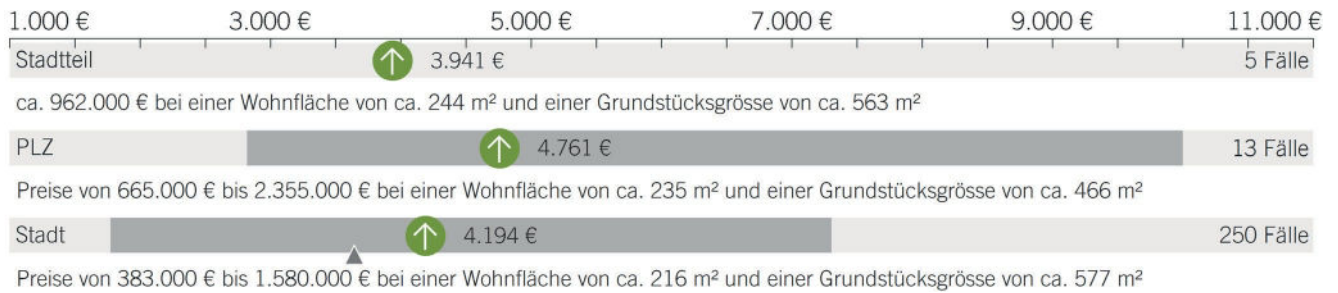 1.000 € 3.000 € 5.000 € 7.000 € 9.000 € 11.000 €
Stadtteil 3.941 € 5 Fälle
ca. 962.000 € bei einer Wohnfläche von ca. 244 m² und einer Grundstücksgrösse von ca. 563 m²
PLZ 4.761 € 13 Fälle
Preise von 665.000 € bis 2.355.000 € bei einer Wohnfläche von ca. 235 m² und einer Grundstücksgrösse von ca. 466 m²
Stadt 4.194 € 250 Fälle
Preise von 383.000 € bis 1.580.000 € bei einer Wohnfläche von ca. 216 m² und einer Grundstücksgrösse von ca. 577 m²